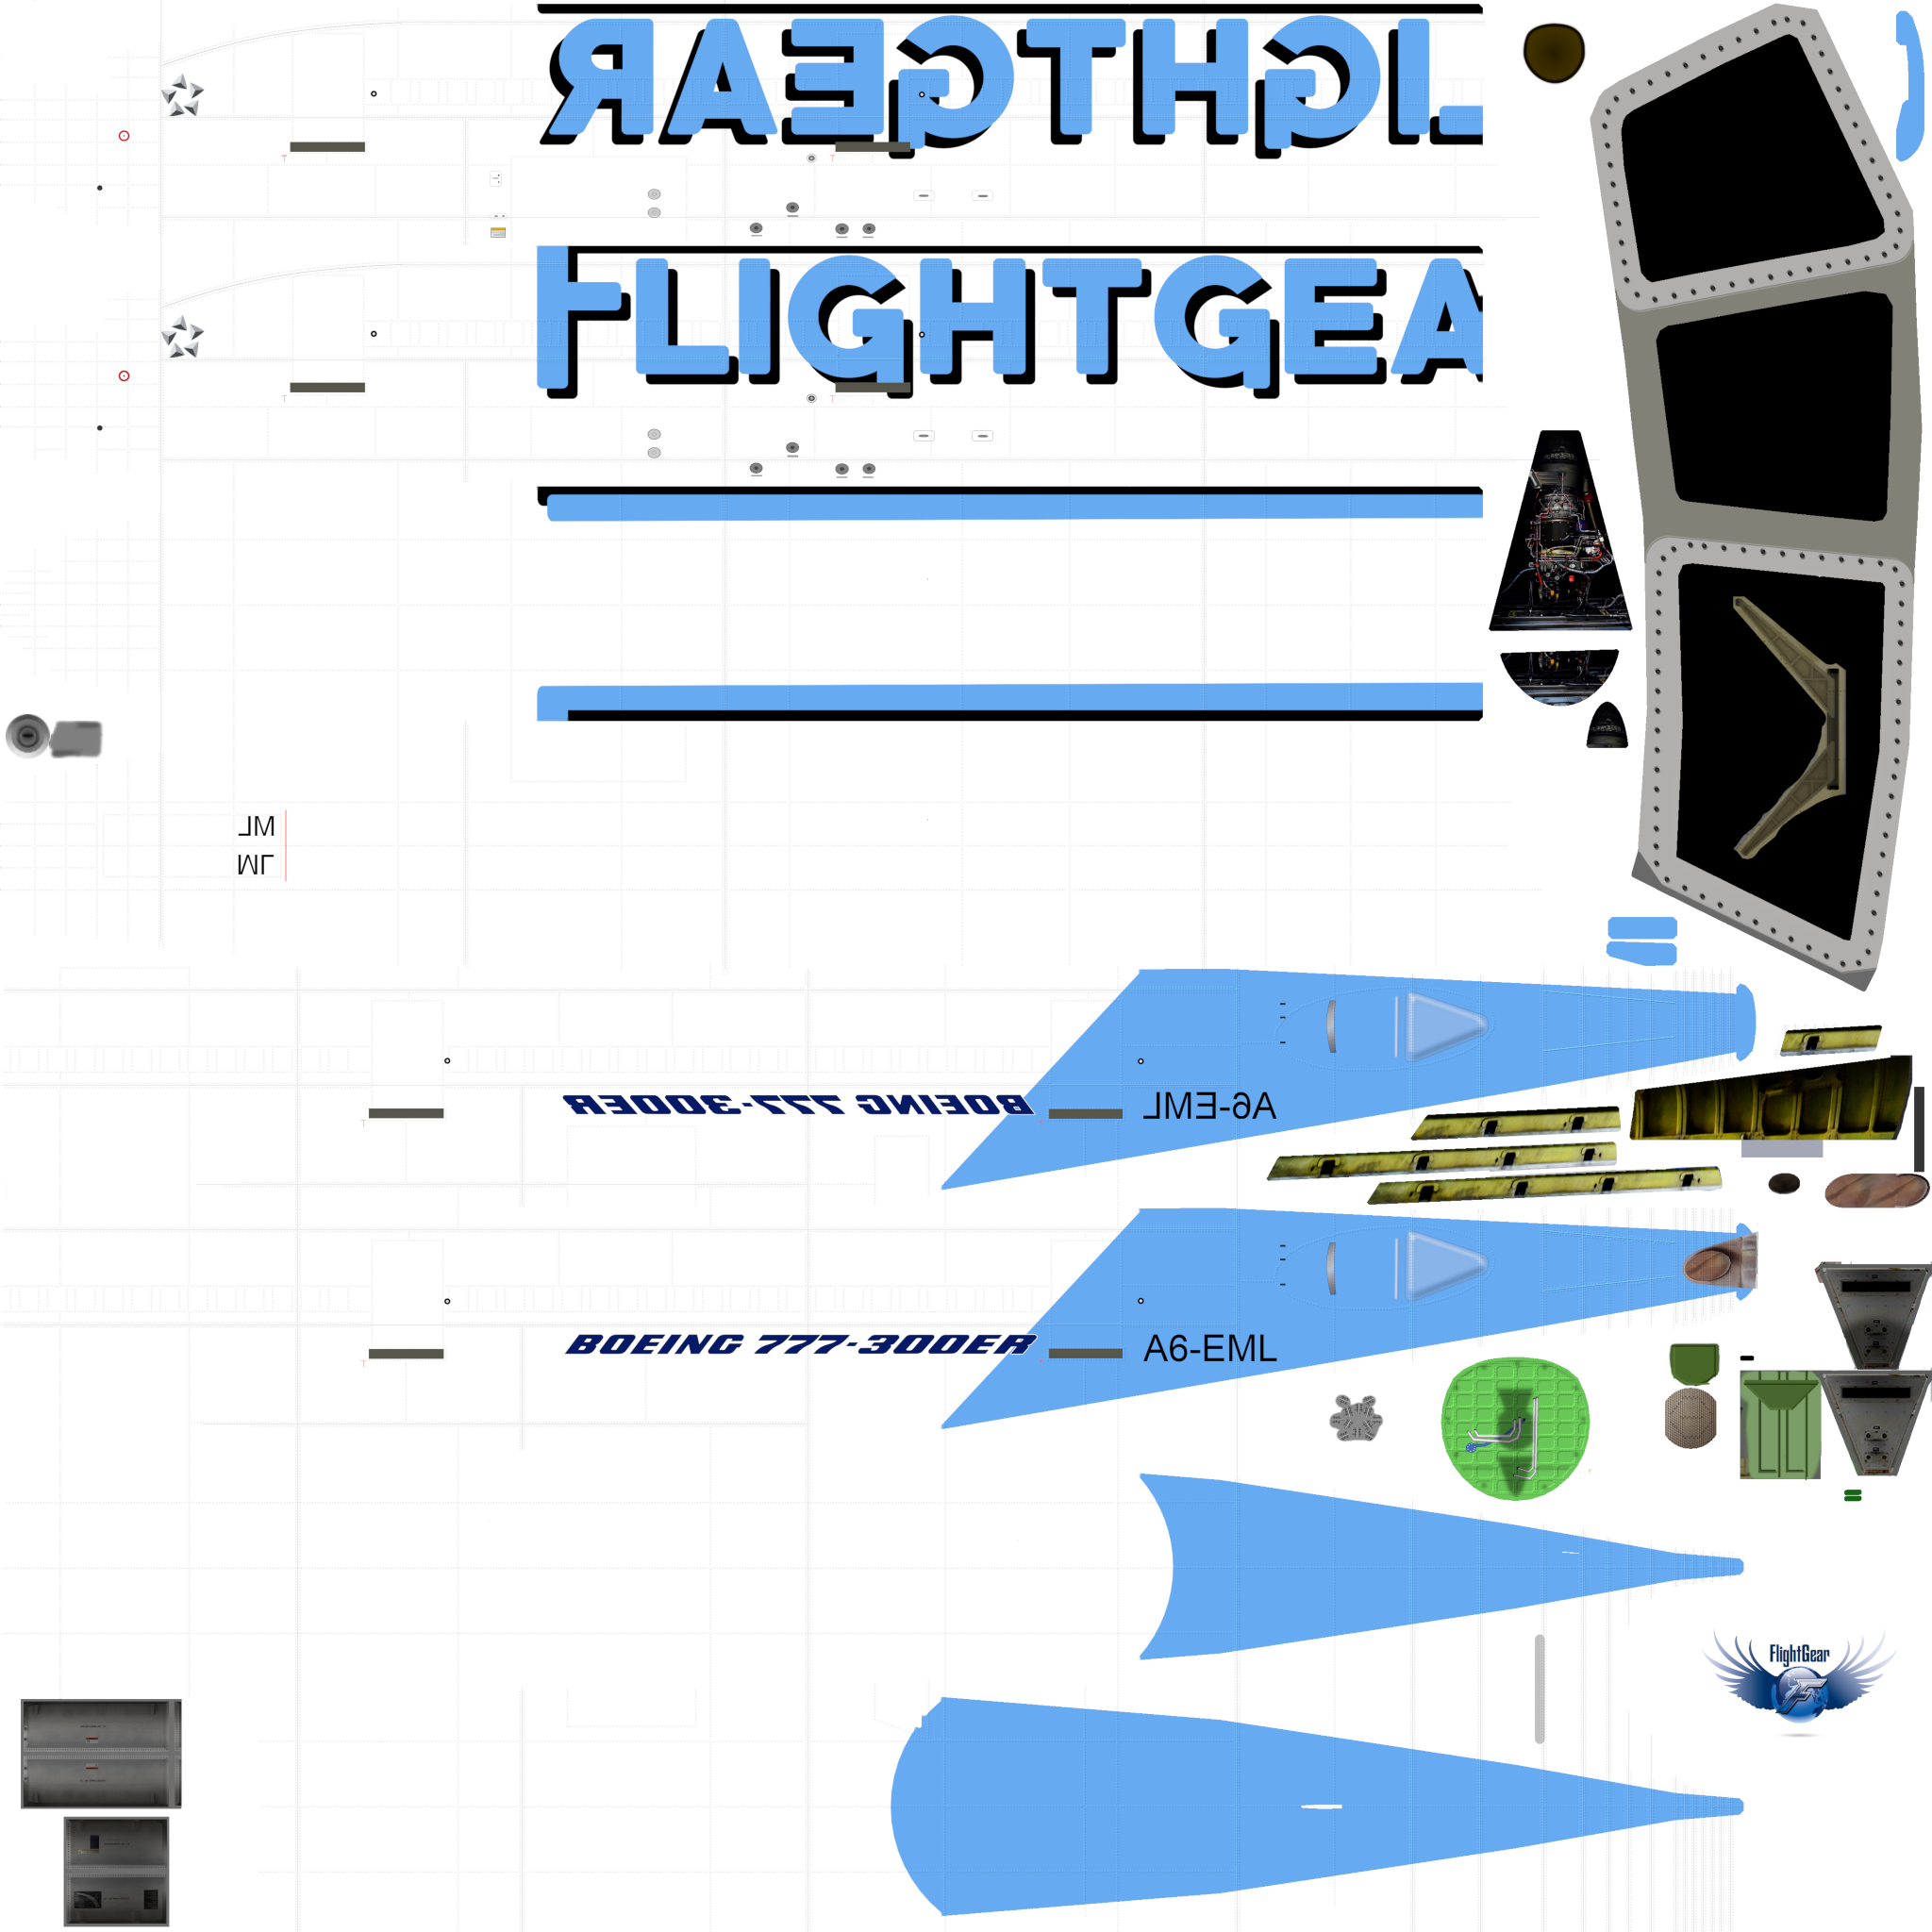 FLIGHTGEAR
FLIGHTGEA
ML
ML
BOEING 777-300ER
A6-EML
BOEING 777-300ER
A6-EML
FlightGear